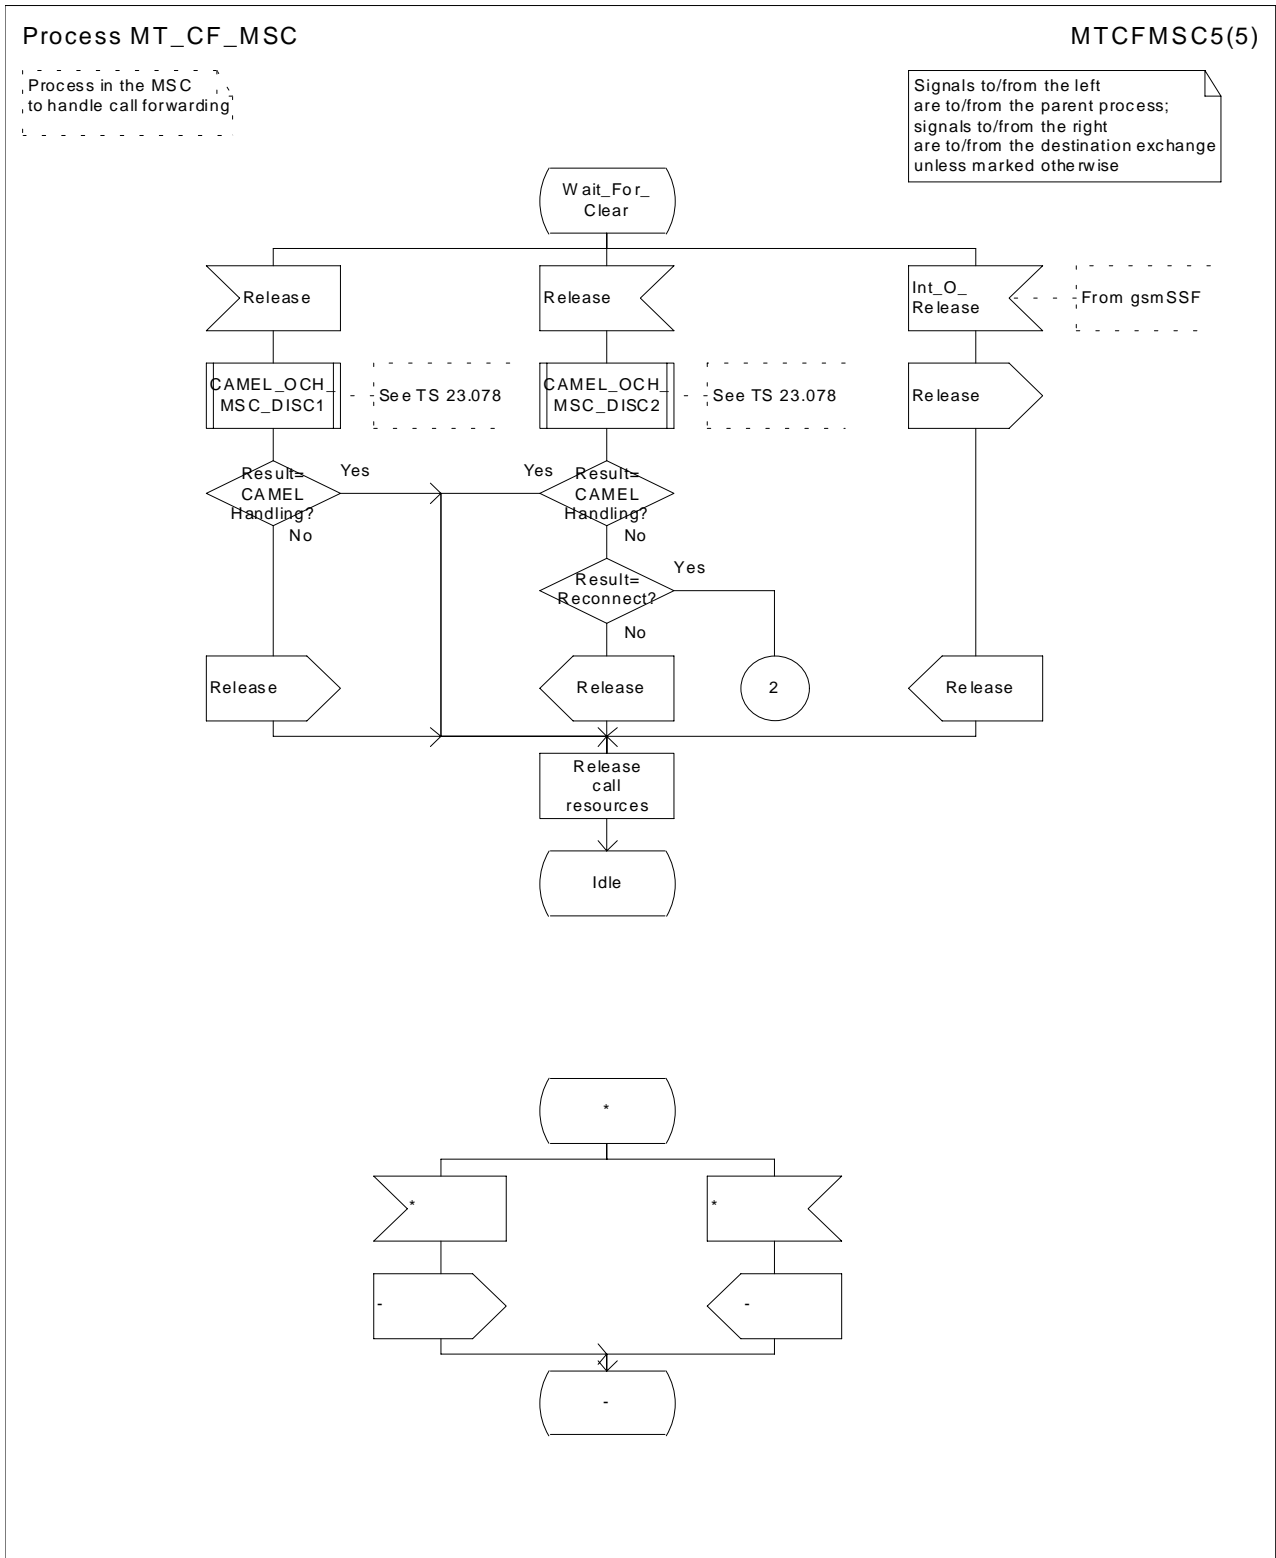 Process MT_CF_MSC
MTCFMSC5(5)
Process in the MSC
to handle call forwarding
Signals to/from the left
are to/from the parent process;
signals to/from the right
are to/from the destination exchange
unless marked otherwise
Wait_For_
Clear
Release
Release
Int_O_
Release
From gsmSSF
CAMEL_OCH_
MSC_DISC1
See TS 23.078
CAMEL_OCH_
MSC_DISC2
See TS 23.078
Release
Result=
CAMEL
Handling?
Yes
No
Yes
Result=
CAMEL
Handling?
No
Result=
Reconnect?
Yes
No
Release
Release
2
Release
Release
call
resources
Idle
*
*
*
-
-
-